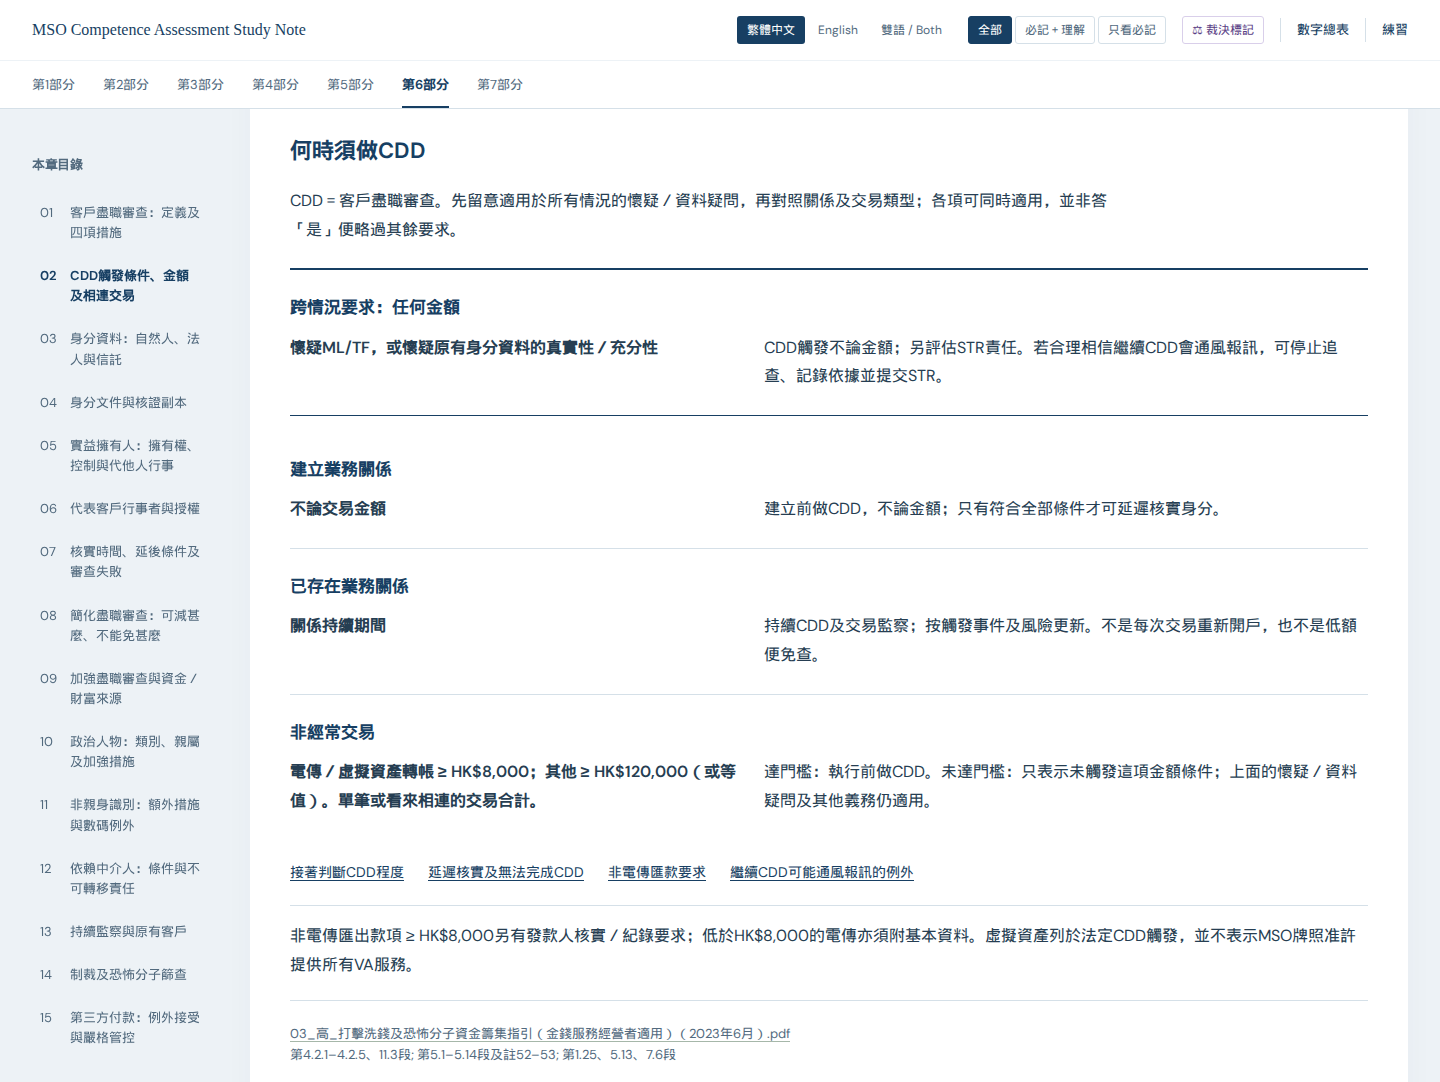 MSO Competence Assessment Study Note
繁體中文 English 雙語 / Both 全部 必記 + 理解 只看必記 ⚖ 裁決標記 數字總表 練習
第1部分 第2部分 第3部分 第4部分 第5部分 第6部分 第7部分
本章目錄
01 客戶盡職審查：定義及
四項措施
02 CDD觸發條件、金額
及相連交易
03 身分資料：自然人、法
人與信託
04 身分文件與核證副本
05 實益擁有人：擁有權、
控制與代他人行事
06 代表客戶行事者與授權
07 核實時間、延後條件及
審查失敗
08 簡化盡職審查：可減甚
麼、不能免甚麼
09 加強盡職審查與資金 /
財富來源
10 政治人物：類別、親屬
及加強措施
11 非親身識別：額外措施
與數碼例外
12 依賴中介人：條件與不
可轉移責任
13 持續監察與原有客戶
14 制裁及恐怖分子篩查
15 第三方付款：例外接受
與嚴格管控
何時須做CDD
CDD = 客戶盡職審查。先留意適用於所有情況的懷疑 / 資料疑問，再對照關係及交易類型；各項可同時適用，並非答
「是」便略過其餘要求。
跨情況要求：任何金額
懷疑ML/TF，或懷疑原有身分資料的真實性 / 充分性
CDD觸發不論金額；另評估STR責任。若合理相信繼續CDD會通風報訊，可停止追
查、記錄依據並提交STR。
建立業務關係
不論交易金額
建立前做CDD，不論金額；只有符合全部條件才可延遲核實身分。
已存在業務關係
關係持續期間
持續CDD及交易監察；按觸發事件及風險更新。不是每次交易重新開戶，也不是低額
便免查。
非經常交易
電傳 / 虛擬資產轉帳 ≥ HK$8,000；其他 ≥ HK$120,000（或等
值）。單筆或看來相連的交易合計。
達門檻：執行前做CDD。未達門檻：只表示未觸發這項金額條件；上面的懷疑 / 資料
疑問及其他義務仍適用。
接著判斷CDD程度 延遲核實及無法完成CDD 非電傳匯款要求 繼續CDD可能通風報訊的例外
非電傳匯出款項 ≥ HK$8,000另有發款人核實 / 紀錄要求；低於HK$8,000的電傳亦須附基本資料。虛擬資產列於法定CDD觸發，並不表示MSO牌照准許
提供所有VA服務。
03_高_打擊洗錢及恐怖分子資金籌集指引（金錢服務經營者適用）（2023年6月）.pdf
第4.2.1–4.2.5、11.3段; 第5.1–5.14段及註52–53; 第1.25、5.13、7.6段